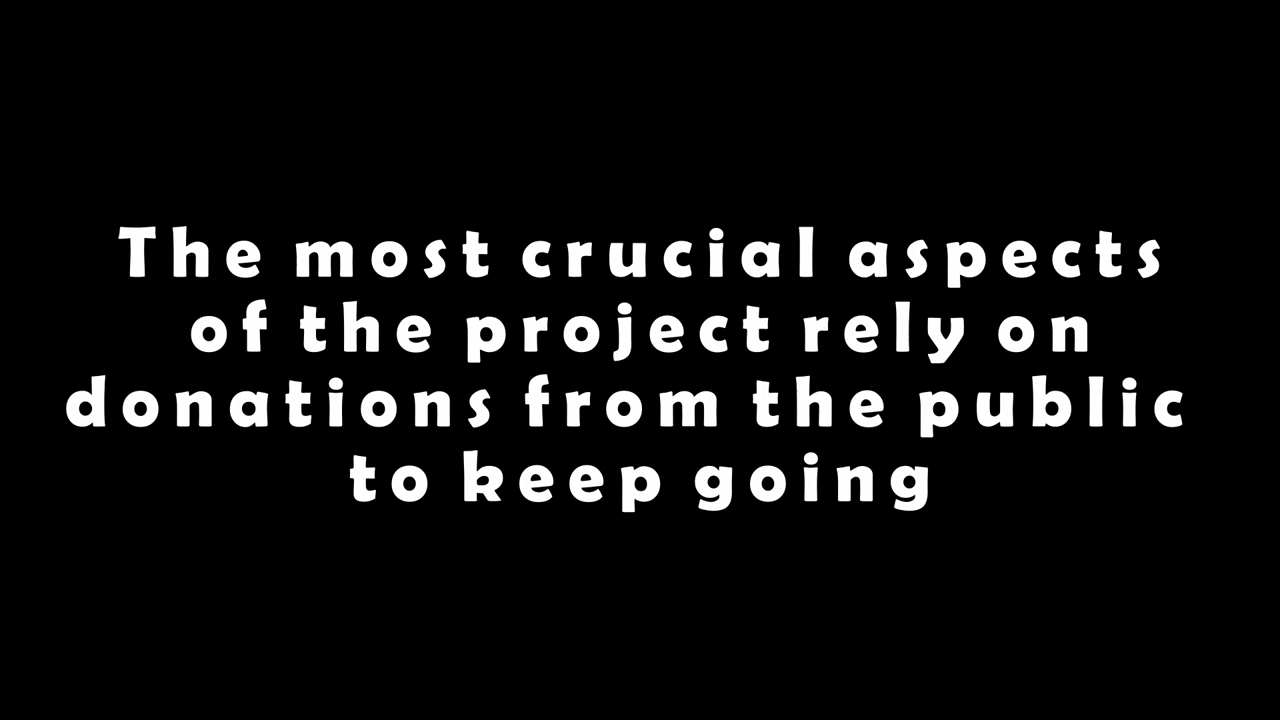 The most crucial aspects
of the project rely on
donations from the public
to keep going